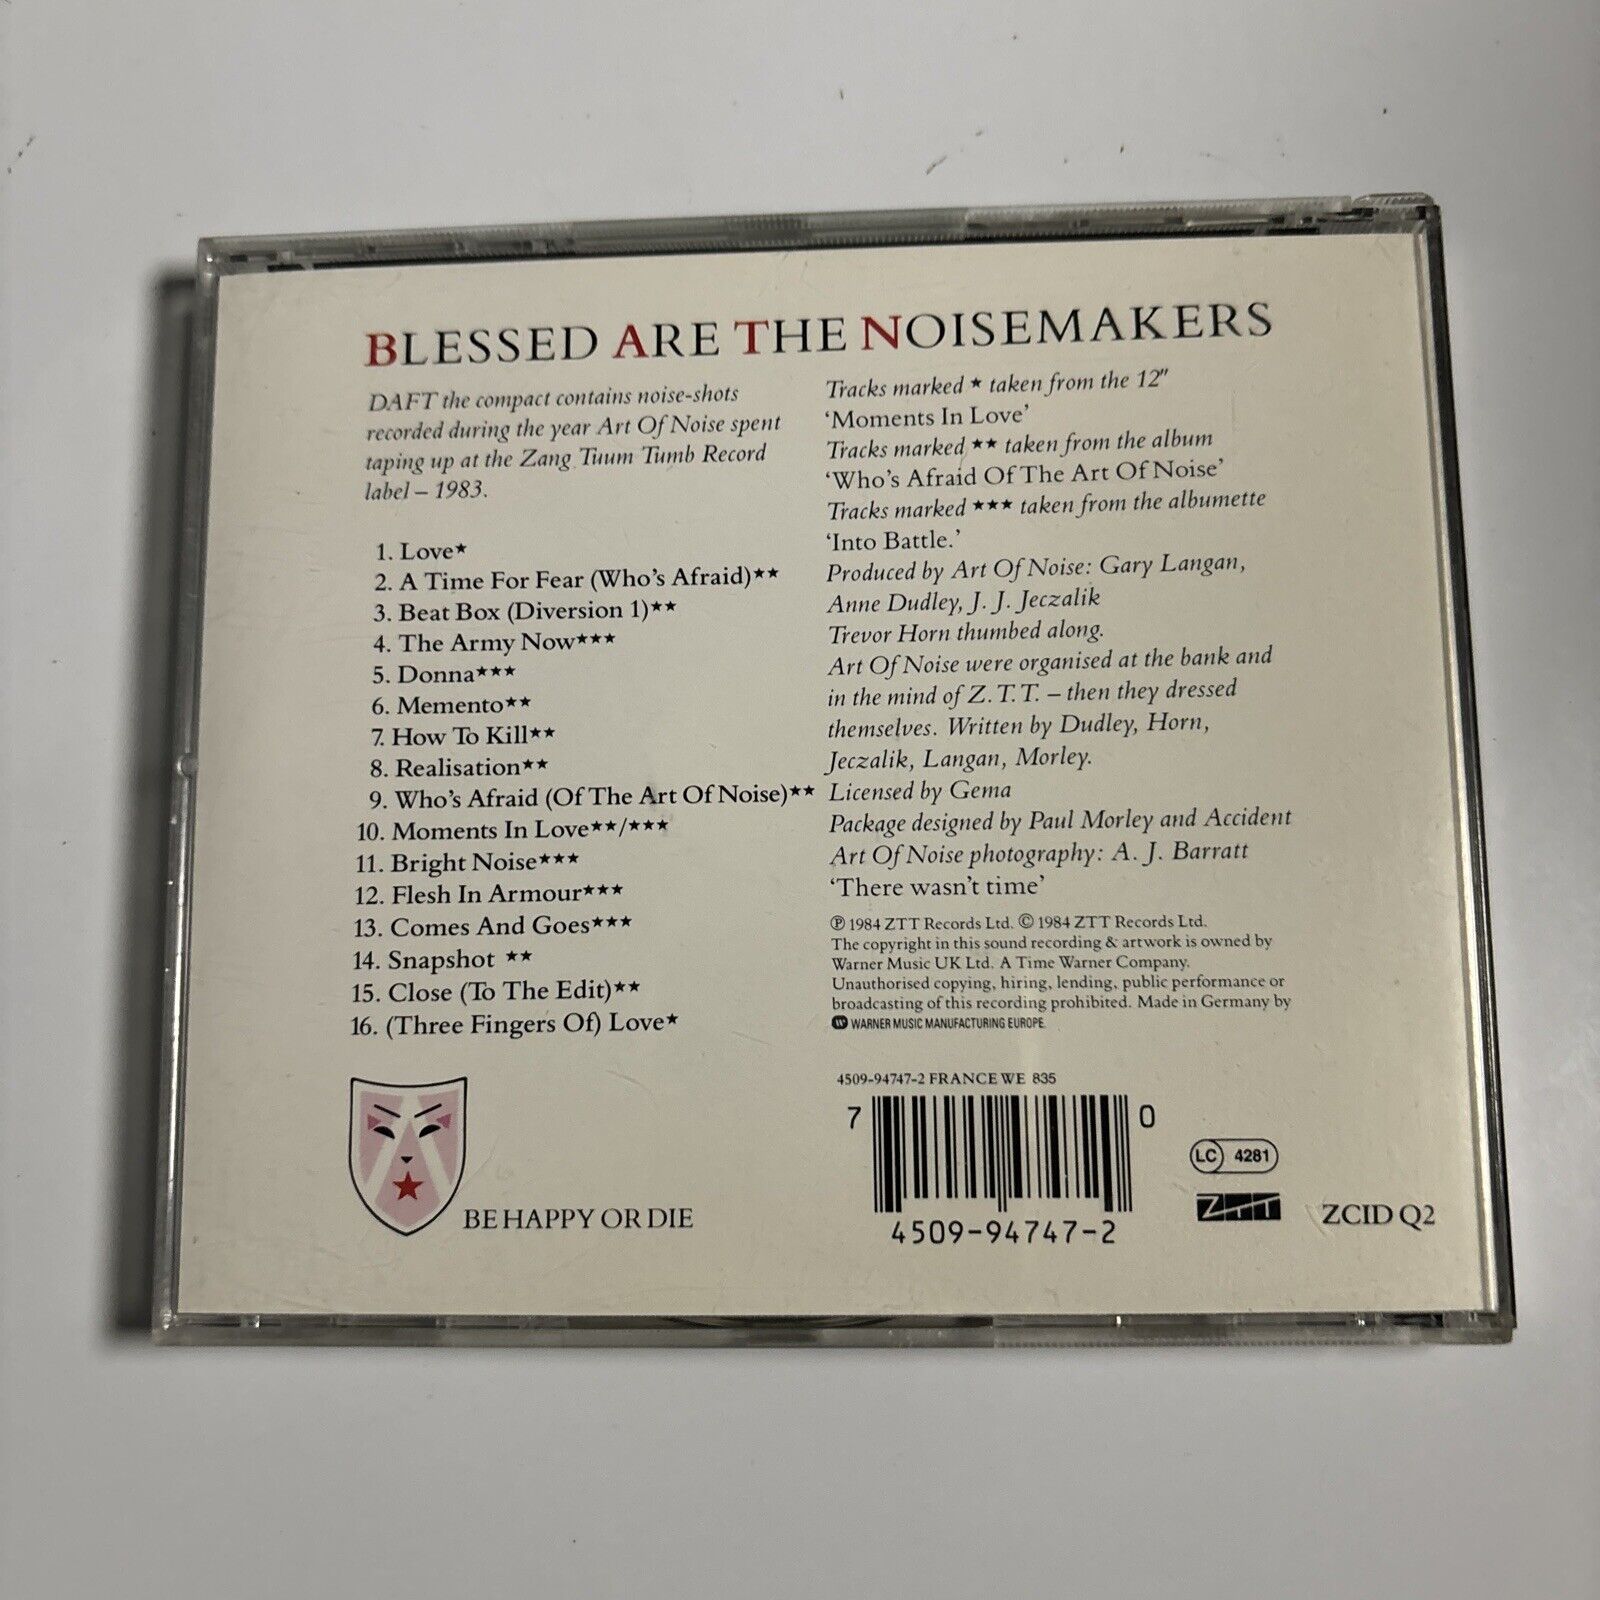 BLESSED ARE THE NOISEMAKERS
DAFT the compact contains noise-shots
recorded during the year Art Of Noise spent
taping up at the Zang Tuum Tumb Record
label – 1983.
1. Love★
2. A Time For Fear (Who's Afraid)★★
3. Beat Box (Diversion 1)★★
4. The Army Now★★★
5. Donna★★★
6. Memento★★
7. How To Kill★★
8. Realisation★★
9. Who's Afraid (Of The Art Of Noise)★★
10. Moments In Love★★/★★★
11. Bright Noise★★★
12. Flesh In Armour★★★
13. Comes And Goes★★★
14. Snapshot ★★
15. Close (To The Edit)★★
16. (Three Fingers Of) Love★
BE HAPPY OR DIE
Tracks marked ★ taken from the 12"
'Moments In Love'
Tracks marked ★★ taken from the album
'Who's Afraid Of The Art Of Noise'
Tracks marked ★★★ taken from the albumette
'Into Battle.'
Produced by Art Of Noise: Gary Langan,
Anne Dudley, J. J. Jeczalik
Trevor Horn thumbed along.
Art Of Noise were organised at the bank and
in the mind of Z.T.T. – then they dressed
themselves. Written by Dudley, Horn,
Jeczalik, Langan, Morley.
Licensed by Gema
Package designed by Paul Morley and Accident
Art Of Noise photography: A. J. Barratt
'There wasn't time'
℗ 1984 ZTT Records Ltd. © 1984 ZTT Records Ltd.
The copyright in this sound recording & artwork is owned by
Warner Music UK Ltd. A Time Warner Company.
Unauthorised copying, hiring, lending, public performance or
broadcasting of this recording prohibited. Made in Germany by
WARNER MUSIC MANUFACTURING EUROPE.
4509-94747-2 FRANCE WE 835
7 0
4509-94747-2
LC 4281
ZTT
ZCID Q2